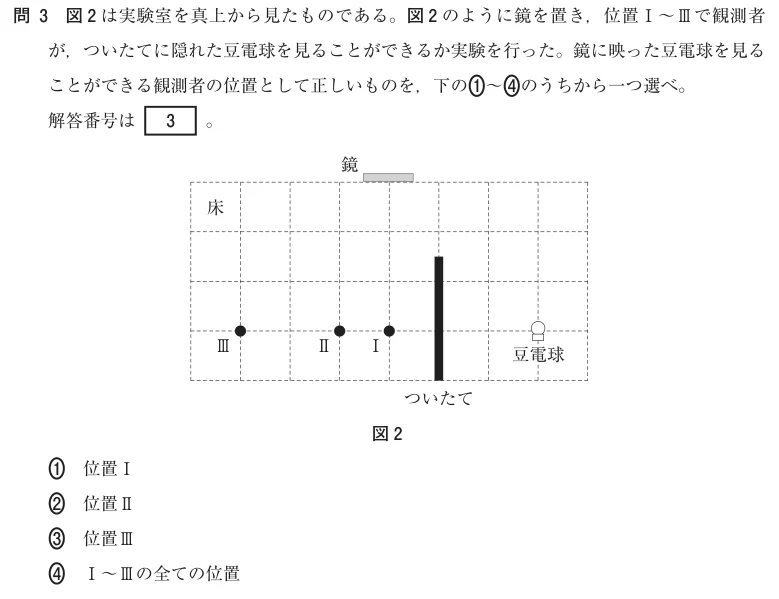 問 3　図 2 は実験室を真上から見たものである。図 2 のように鏡を置き，位置Ⅰ～Ⅲで観測者
が，ついたてに隠れた豆電球を見ることができるか実験を行った。鏡に映った豆電球を見る
ことができる観測者の位置として正しいものを，下の①～④のうちから一つ選べ。
解答番号は 3 。
鏡
床
Ⅲ Ⅱ Ⅰ
豆電球
ついたて
図 2
① 位置Ⅰ
② 位置Ⅱ
③ 位置Ⅲ
④ Ⅰ～Ⅲの全ての位置